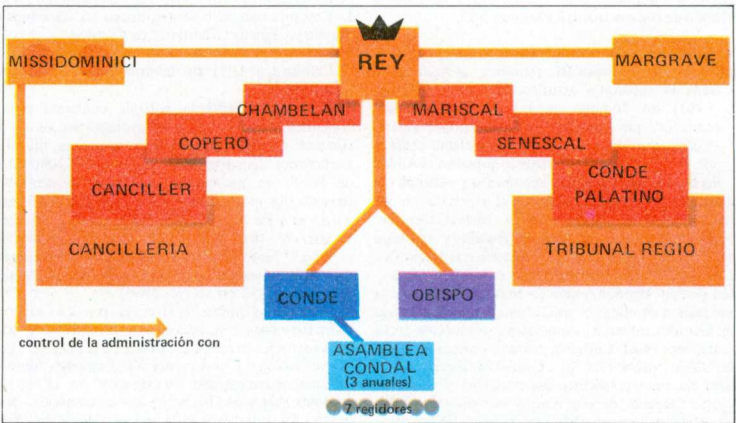 MISSIDOMINICI
REY
MARGRAVE
CHAMBELAN
MARISCAL
COPERO
SENESCAL
CANCILLER
CONDE
PALATINO
CANCILLERIA
TRIBUNAL REGIO
CONDE
OBISPO
control de la administración con
ASAMBLEA
CONDAL
(3 anuales)
7 regidores